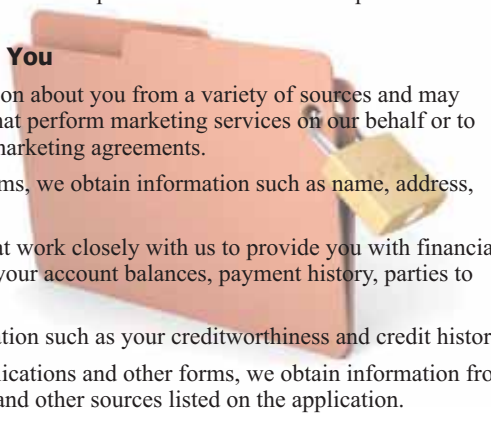 You
on about you from a variety of sources and may
hat perform marketing services on our behalf or to
marketing agreements.
ms, we obtain information such as name, address,
at work closely with us to provide you with financia
your account balances, payment history, parties to
ation such as your creditworthiness and credit histor
lications and other forms, we obtain information fro
and other sources listed on the application.